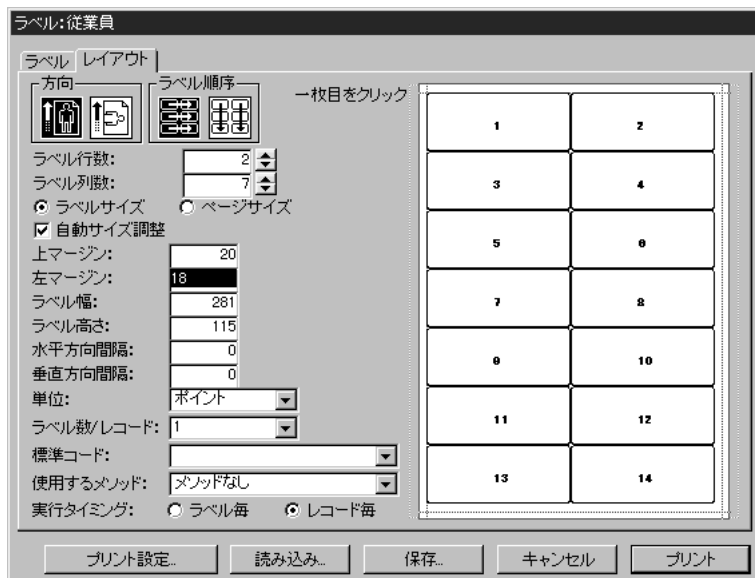 ラベル:従業員
ラベル レイアウト
方向 ラベル順序 一枚目をクリック
ラベル行数: 2
ラベル列数: 7
ラベルサイズ ページサイズ
自動サイズ調整
上マージン: 20
左マージン: 18
ラベル幅: 281
ラベル高さ: 115
水平方向間隔: 0
垂直方向間隔: 0
単位: ポイント
ラベル数/レコード: 1
標準コード:
使用するメソッド: メソッドなし
実行タイミング: ラベル毎 レコード毎
1 2
3 4
5 6
7 8
9 10
11 12
13 14
プリント設定... 読み込み... 保存... キャンセル プリント